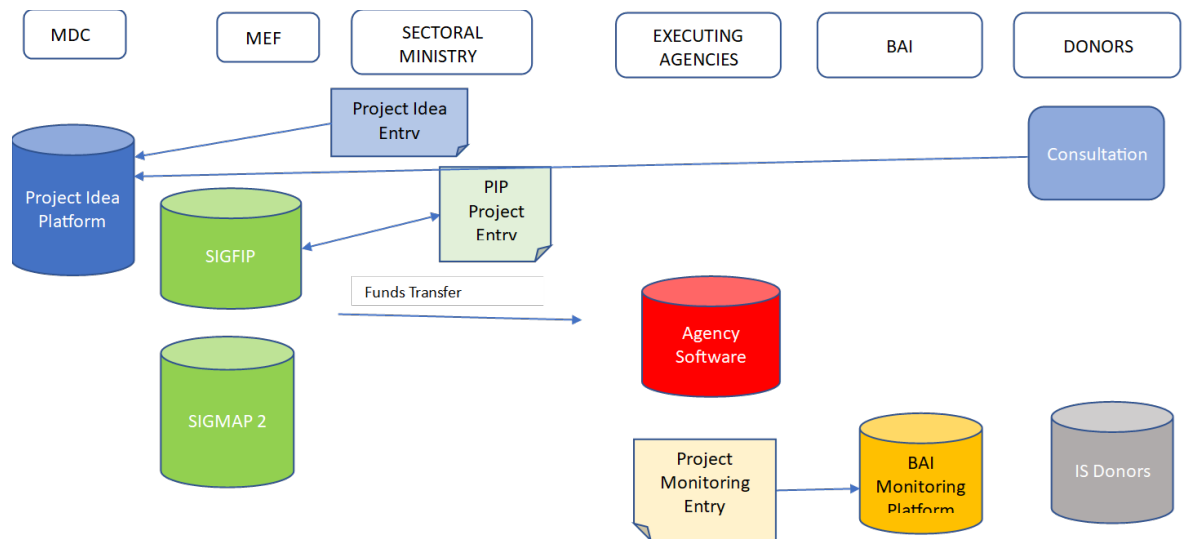 MDC
MEF
SECTORAL
MINISTRY
EXECUTING
AGENCIES
BAI
DONORS
Project Idea
Entry
Consultation
Project Idea
Platform
PIP
Project
Entry
SIGFIP
Funds Transfer
Agency
Software
SIGMAP 2
Project
Monitoring
Entry
BAI
Monitoring
Platform
IS Donors